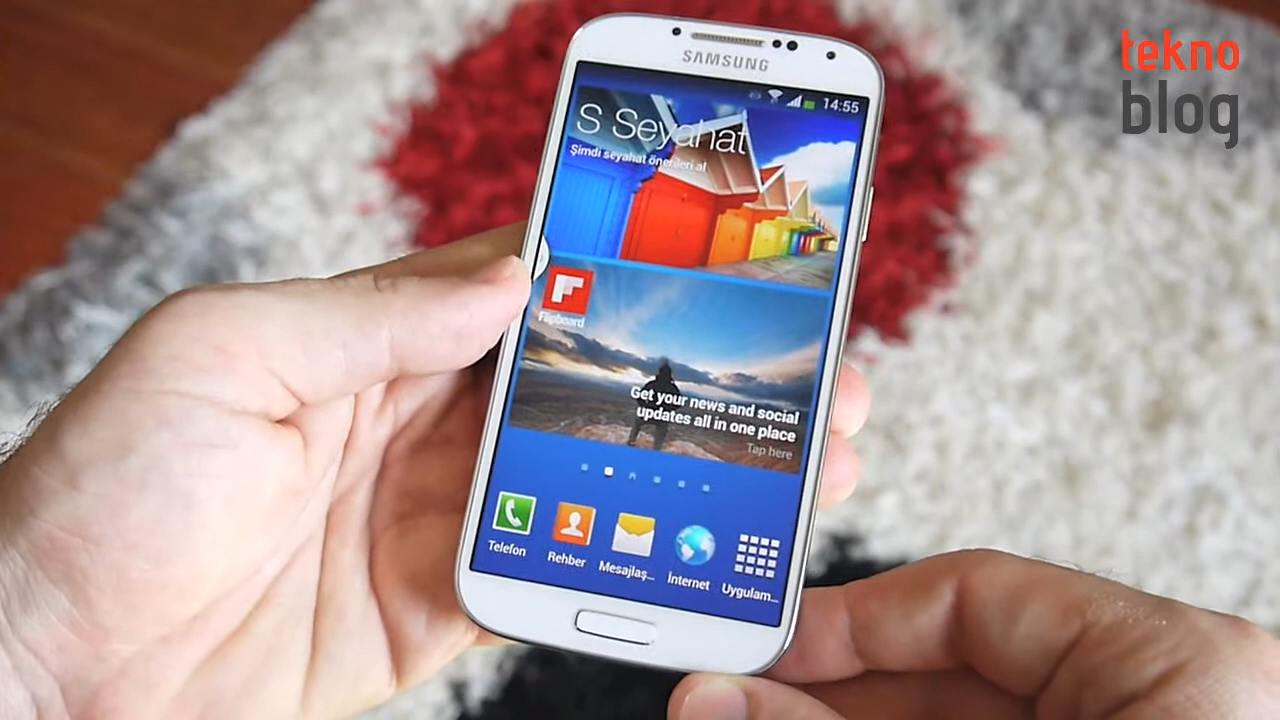 tekno
blog
SAMSUNG
14:55
S Seyahat
Şimdi seyahat önerileri al
Flipboard
Get your news and social
updates all in one place
Tap here
Telefon
Rehber
Mesajlaş...
İnternet
Uygulam...